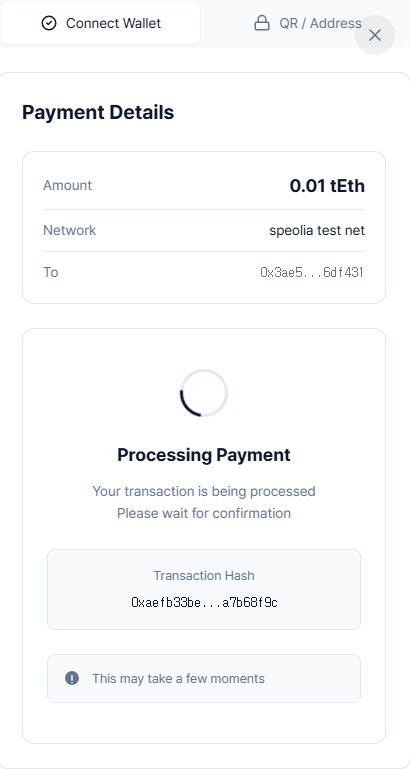 Connect Wallet
QR / Address
Payment Details
Amount 0.01 tEth
Network speolia test net
To 0x3ae5...6df431
Processing Payment
Your transaction is being processed
Please wait for confirmation
Transaction Hash
0xaefb33be...a7b68f9c
This may take a few moments